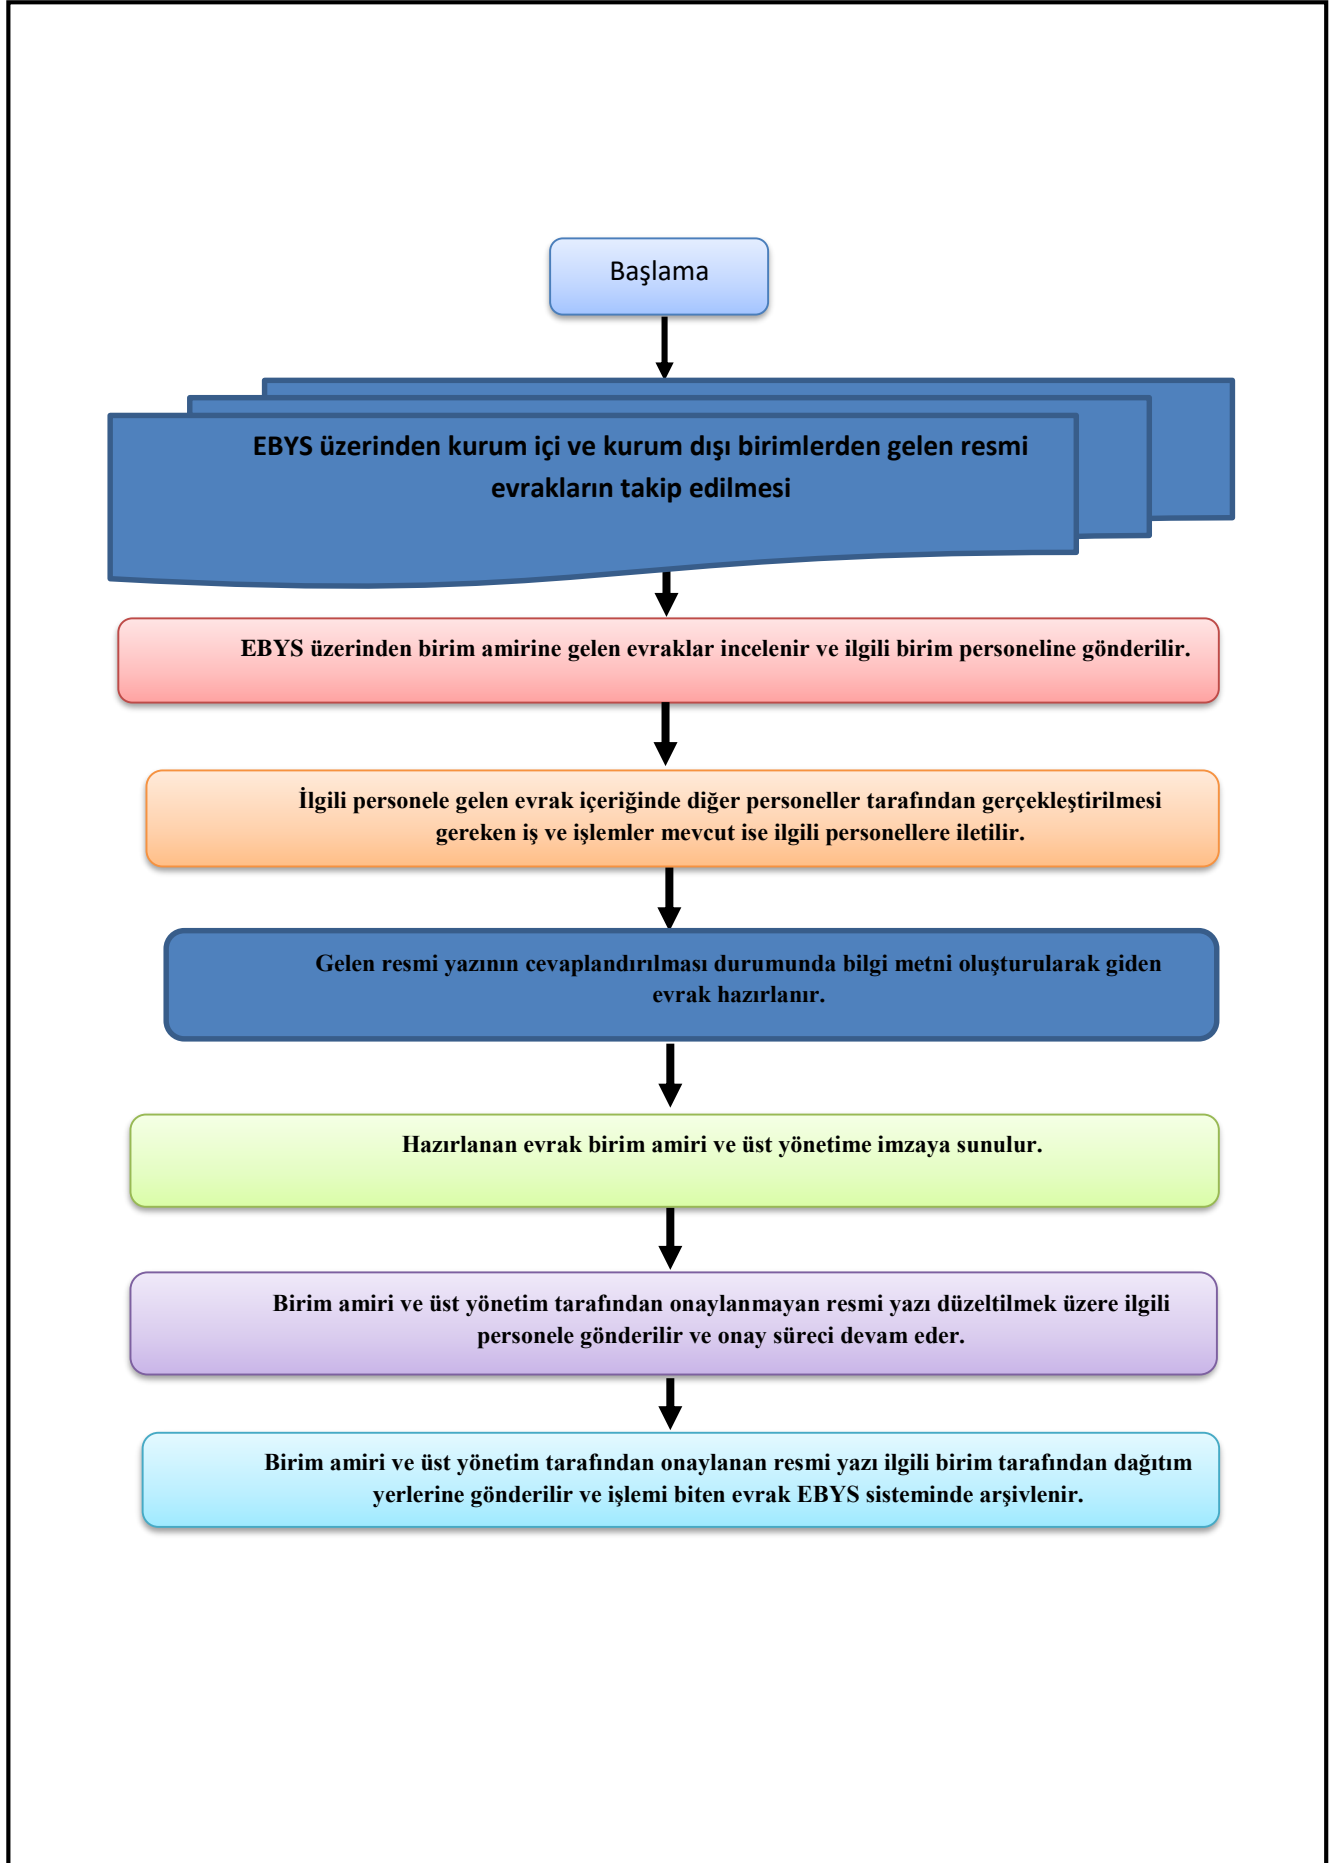 Başlama
EBYS üzerinden kurum içi ve kurum dışı birimlerden gelen resmi
evrakların takip edilmesi
EBYS üzerinden birim amirine gelen evraklar incelenir ve ilgili birim personeline gönderilir.
İlgili personele gelen evrak içeriğinde diğer personeller tarafından gerçekleştirilmesi
gereken iş ve işlemler mevcut ise ilgili personellere iletilir.
Gelen resmi yazının cevaplandırılması durumunda bilgi metni oluşturularak giden
evrak hazırlanır.
Hazırlanan evrak birim amiri ve üst yönetime imzaya sunulur.
Birim amiri ve üst yönetim tarafından onaylanmayan resmi yazı düzeltilmek üzere ilgili
personele gönderilir ve onay süreci devam eder.
Birim amiri ve üst yönetim tarafından onaylanan resmi yazı ilgili birim tarafından dağıtım
yerlerine gönderilir ve işlemi biten evrak EBYS sisteminde arşivlenir.